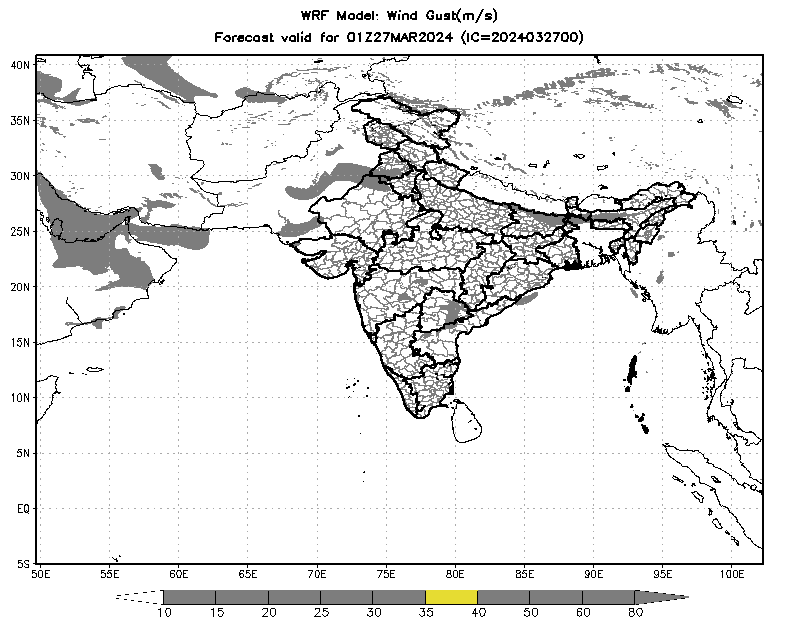 WRF Model: Wind Gust(m/s)
Forecast valid for 01Z27MAR2024 (IC=2024032700)
40N
35N
30N
25N
20N
15N
10N
5N
EQ
5S
50E 55E 60E 65E 70E 75E 80E 85E 90E 95E 100E
10 15 20 25 30 35 40 50 60 80